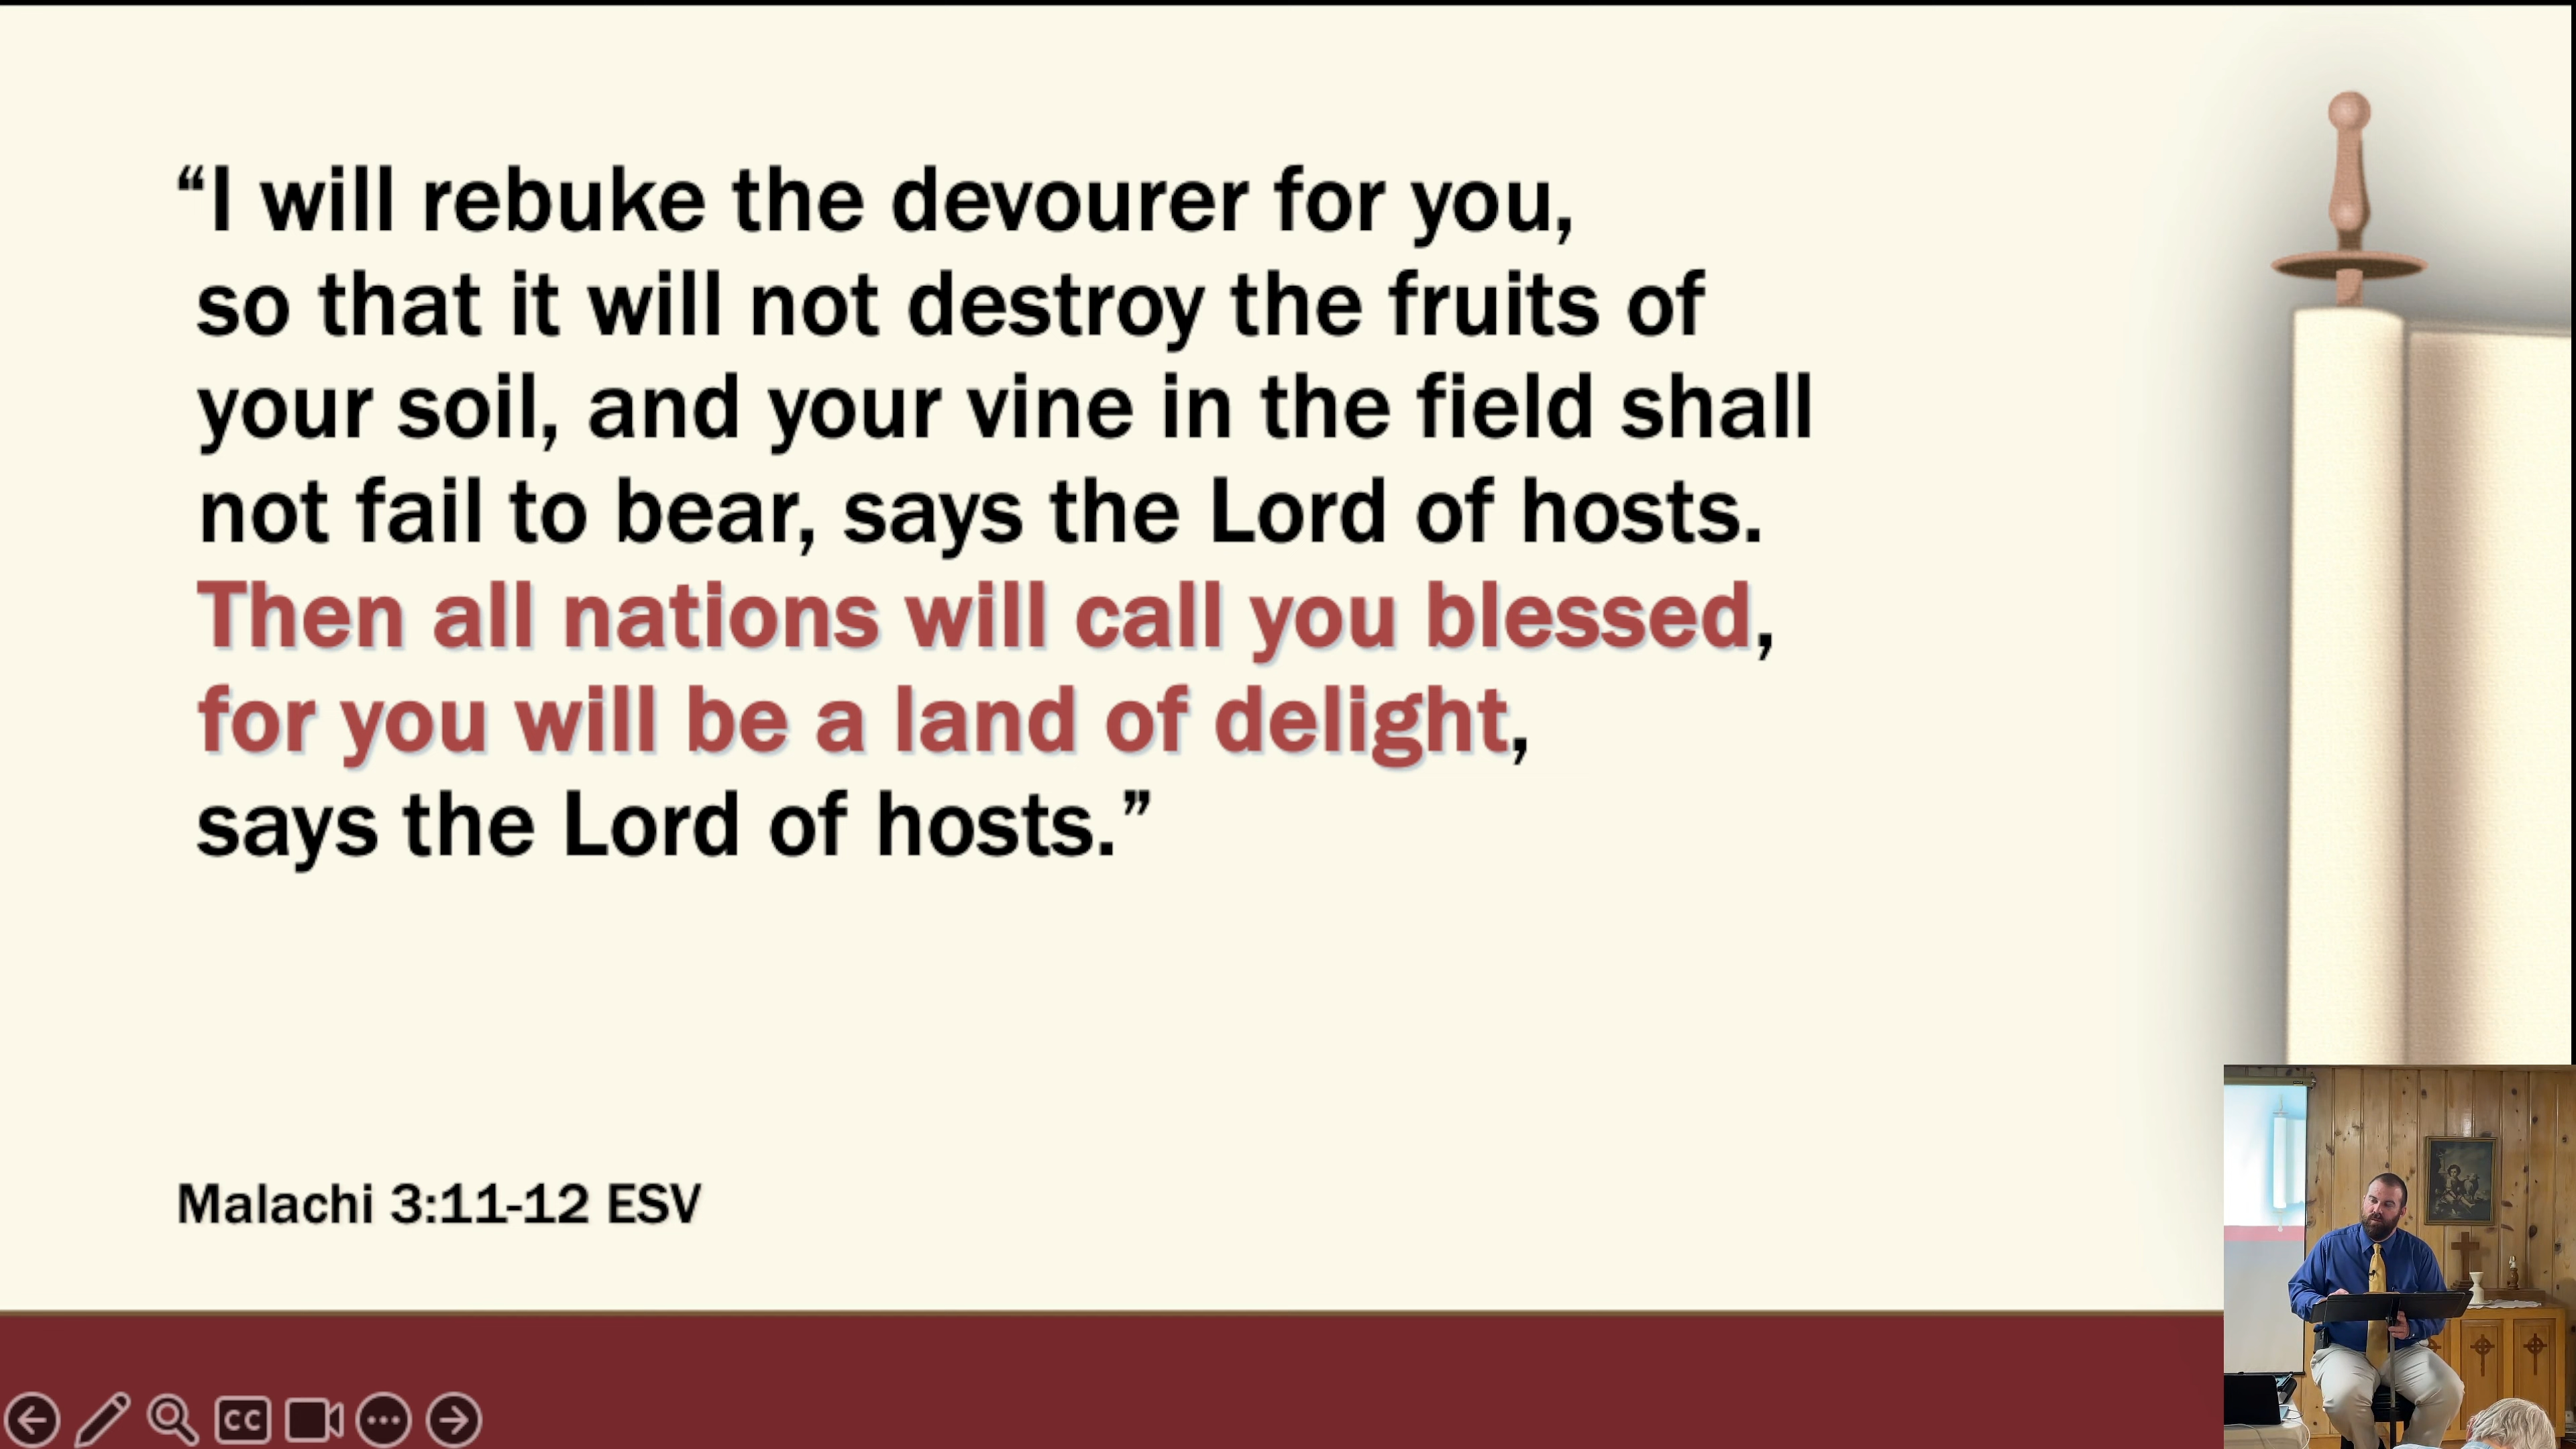 “I will rebuke the devourer for you,
so that it will not destroy the fruits of
your soil, and your vine in the field shall
not fail to bear, says the Lord of hosts.
Then all nations will call you blessed,
for you will be a land of delight,
says the Lord of hosts.”
Malachi 3:11-12 ESV
CC